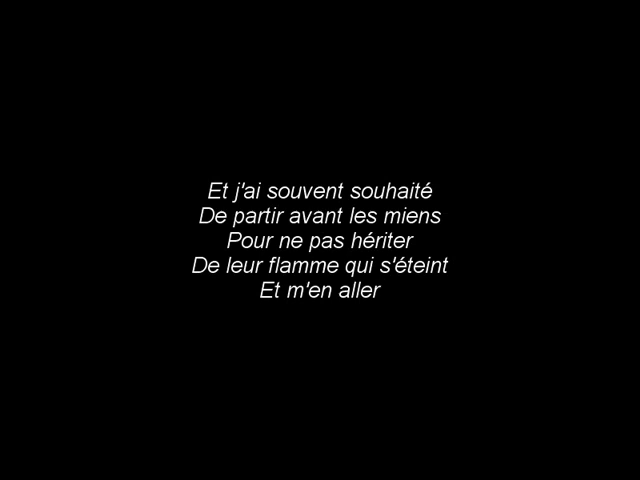 Et j'ai souvent souhaité
De partir avant les miens
Pour ne pas hériter
De leur flamme qui s'éteint
Et m'en aller